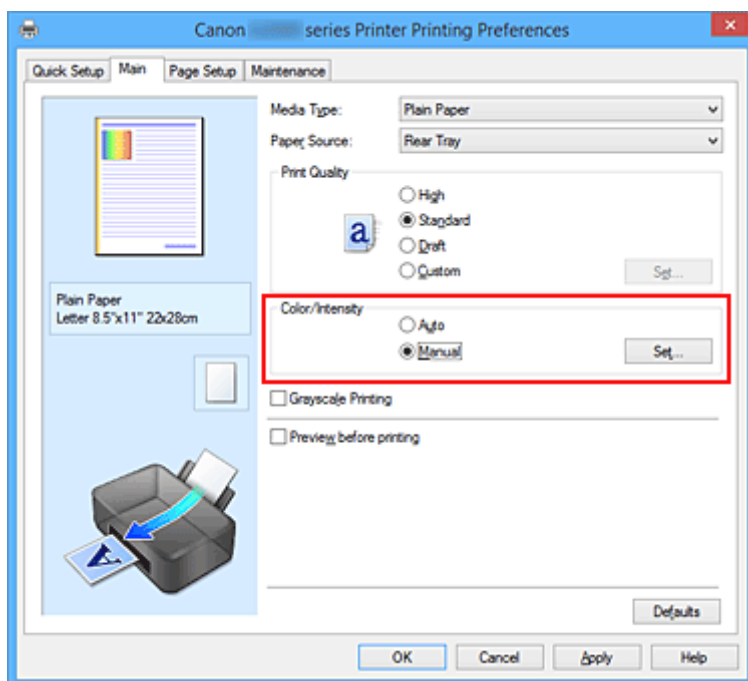 Canon series Printer Printing Preferences
Quick Setup Main Page Setup Maintenance
Media Type: Plain Paper
Paper Source: Rear Tray
Print Quality
High
Standard
Draft
Custom
Set...
Plain Paper
Letter 8.5"x11" 22x28cm
Color/Intensity
Auto
Manual
Set...
Grayscale Printing
Preview before printing
a
A
Defaults
OK Cancel Apply Help